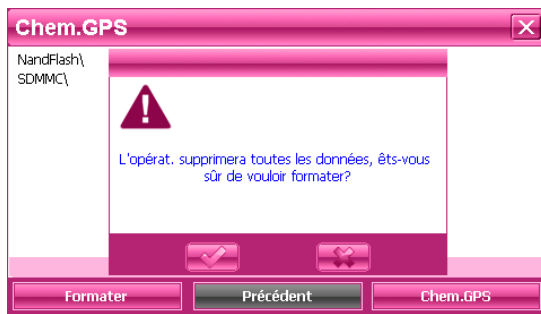 Chem.GPS
NandFlash\
SDMMC\
L'opérat. supprimera toutes les données, êts-vous
sûr de vouloir formater?
Formater
Précédent
Chem.GPS